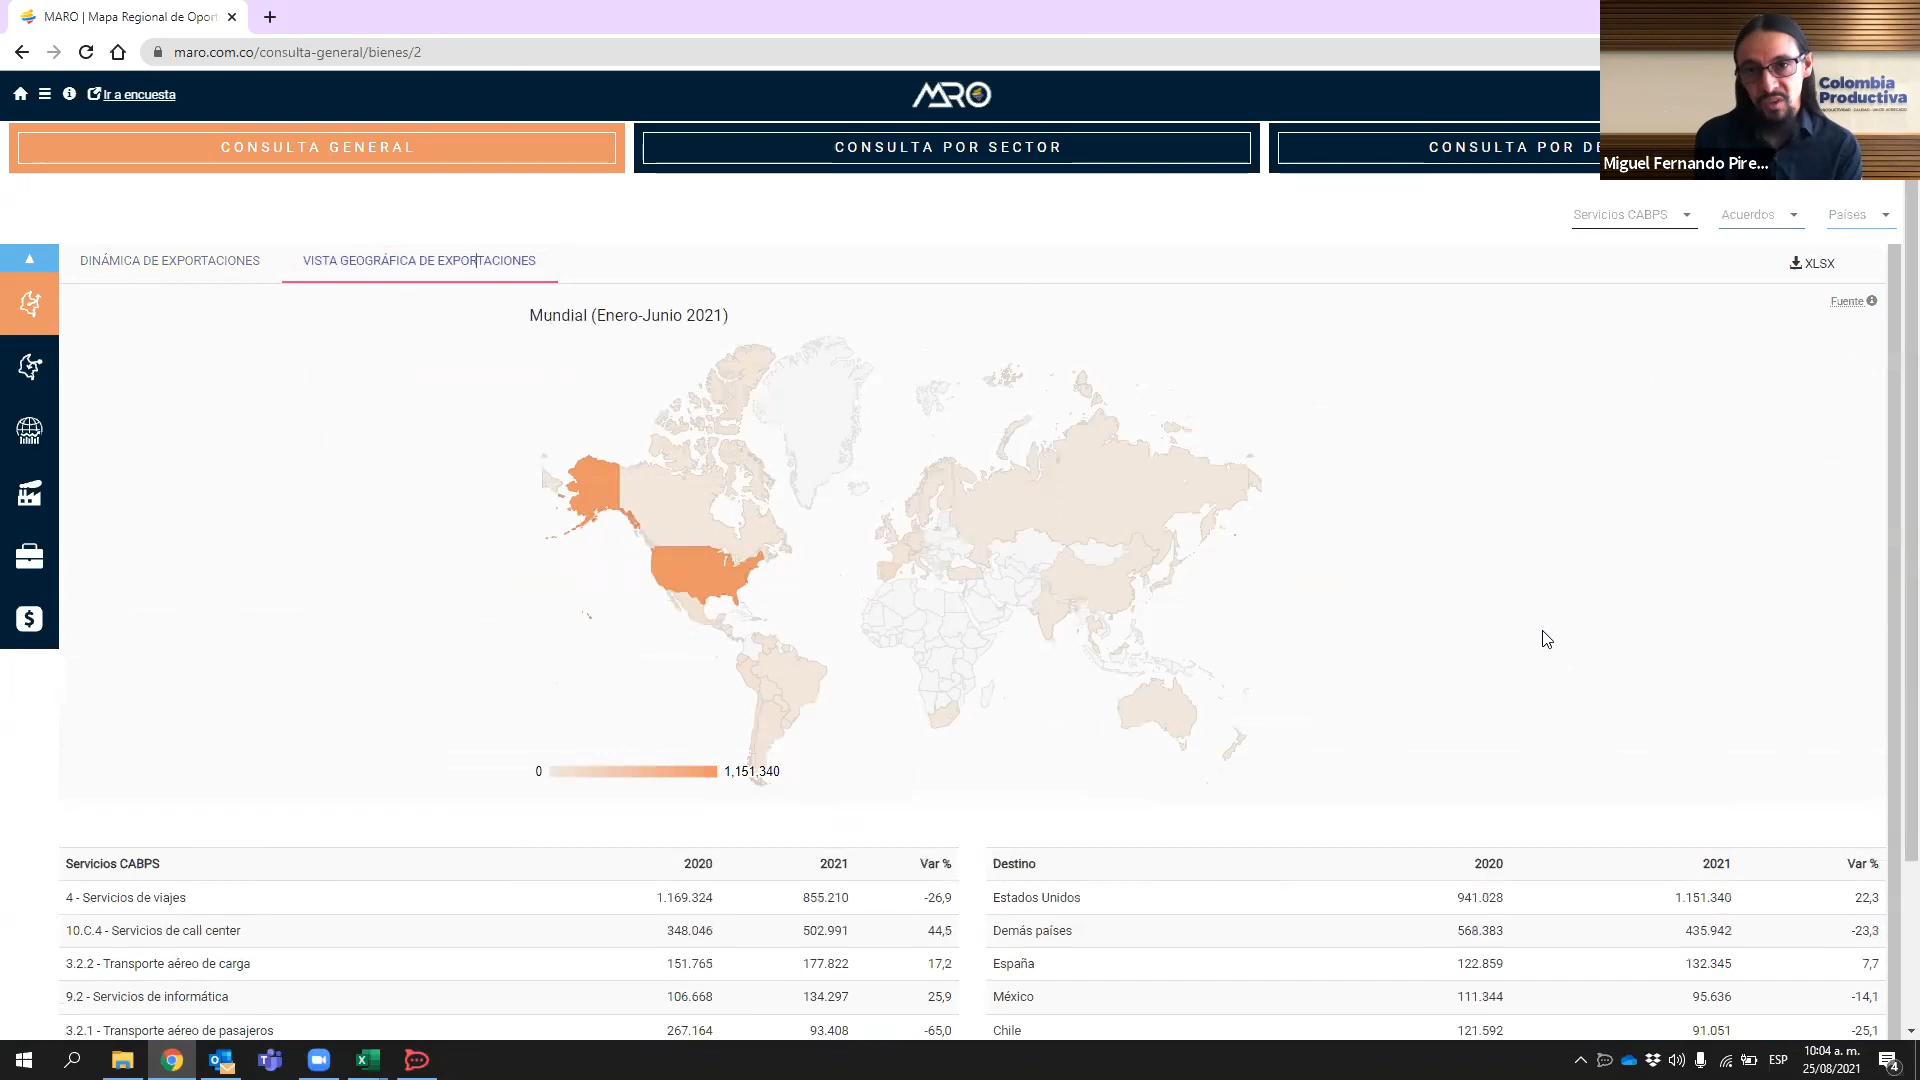 MARO | Mapa Regional de Oport
maro.com.co/consulta-general/bienes/2
Ir a encuesta
MARO
CONSULTA GENERAL
CONSULTA POR SECTOR
CONSULTA POR DE
Colombia
Productiva
Miguel Fernando Pire...
Servicios CABPS
Acuerdos
Países
DINÁMICA DE EXPORTACIONES
VISTA GEOGRÁFICA DE EXPORTACIONES
XLSX
Fuente
Mundial (Enero-Junio 2021)
0
1,151,340
Servicios CABPS 2020 2021 Var %
4 - Servicios de viajes 1.169.324 855.210 -26,9
10.C.4 - Servicios de call center 348.046 502.991 44,5
3.2.2 - Transporte aéreo de carga 151.765 177.822 17,2
9.2 - Servicios de informática 106.668 134.297 25,9
3.2.1 - Transporte aéreo de pasajeros 267.164 93.408 -65,0
Destino 2020 2021 Var %
Estados Unidos 941.028 1.151.340 22,3
Demás países 568.383 435.942 -23,3
España 122.859 132.345 7,7
México 111.344 95.636 -14,1
Chile 121.592 91.051 -25,1
ESP
10:04 a. m.
25/08/2021
4